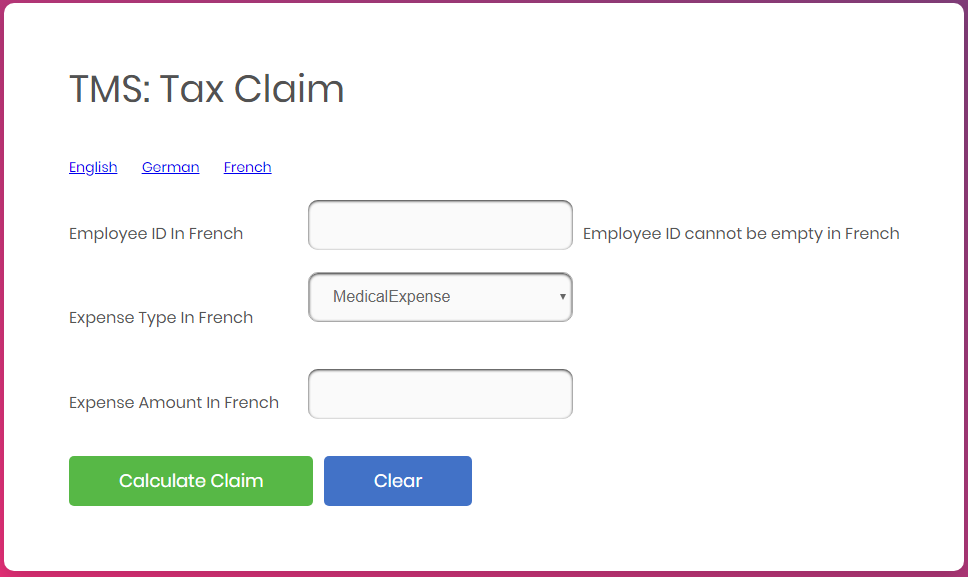 TMS: Tax Claim
English German French
Employee ID In French Employee ID cannot be empty in French
Expense Type In French MedicalExpense
Expense Amount In French
Calculate Claim Clear